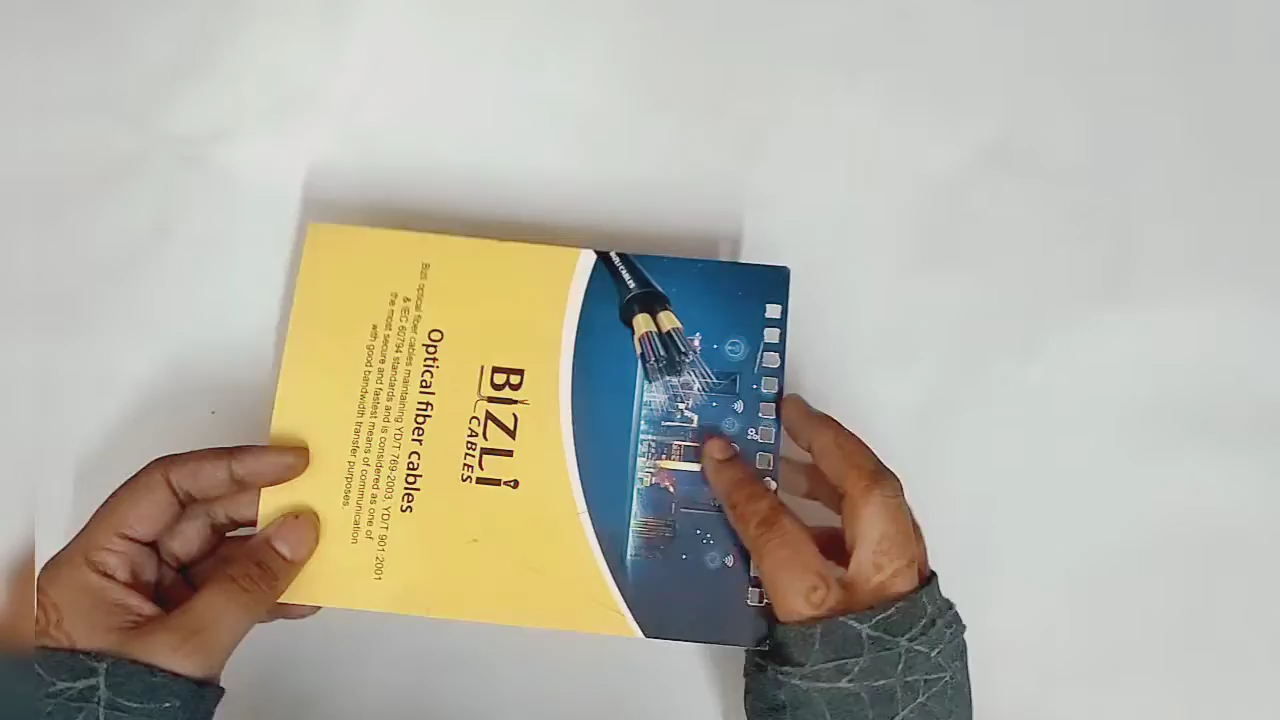 BIZLI CABLES
BIZLi
CABLES
Optical fiber cables
Bizli optical fiber cables maintaining YD/T 769-2003, YD/T 901-2001
& IEC 60794 standards and is considered as one of
the most secure and fastest means of communication
with good bandwidth transfer purposes.